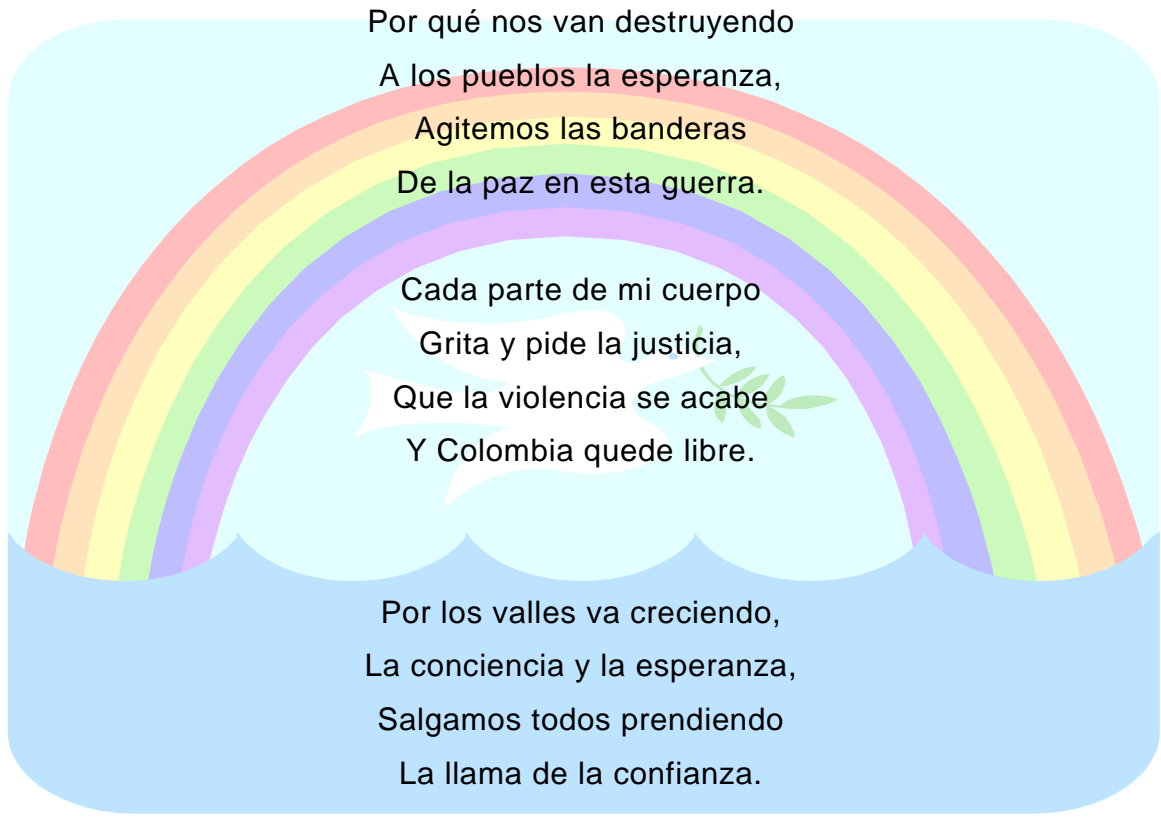 Por qué nos van destruyendo
A los pueblos la esperanza,
Agitemos las banderas
De la paz en esta guerra.
Cada parte de mi cuerpo
Grita y pide la justicia,
Que la violencia se acabe
Y Colombia quede libre.
Por los valles va creciendo,
La conciencia y la esperanza,
Salgamos todos prendiendo
La llama de la confianza.